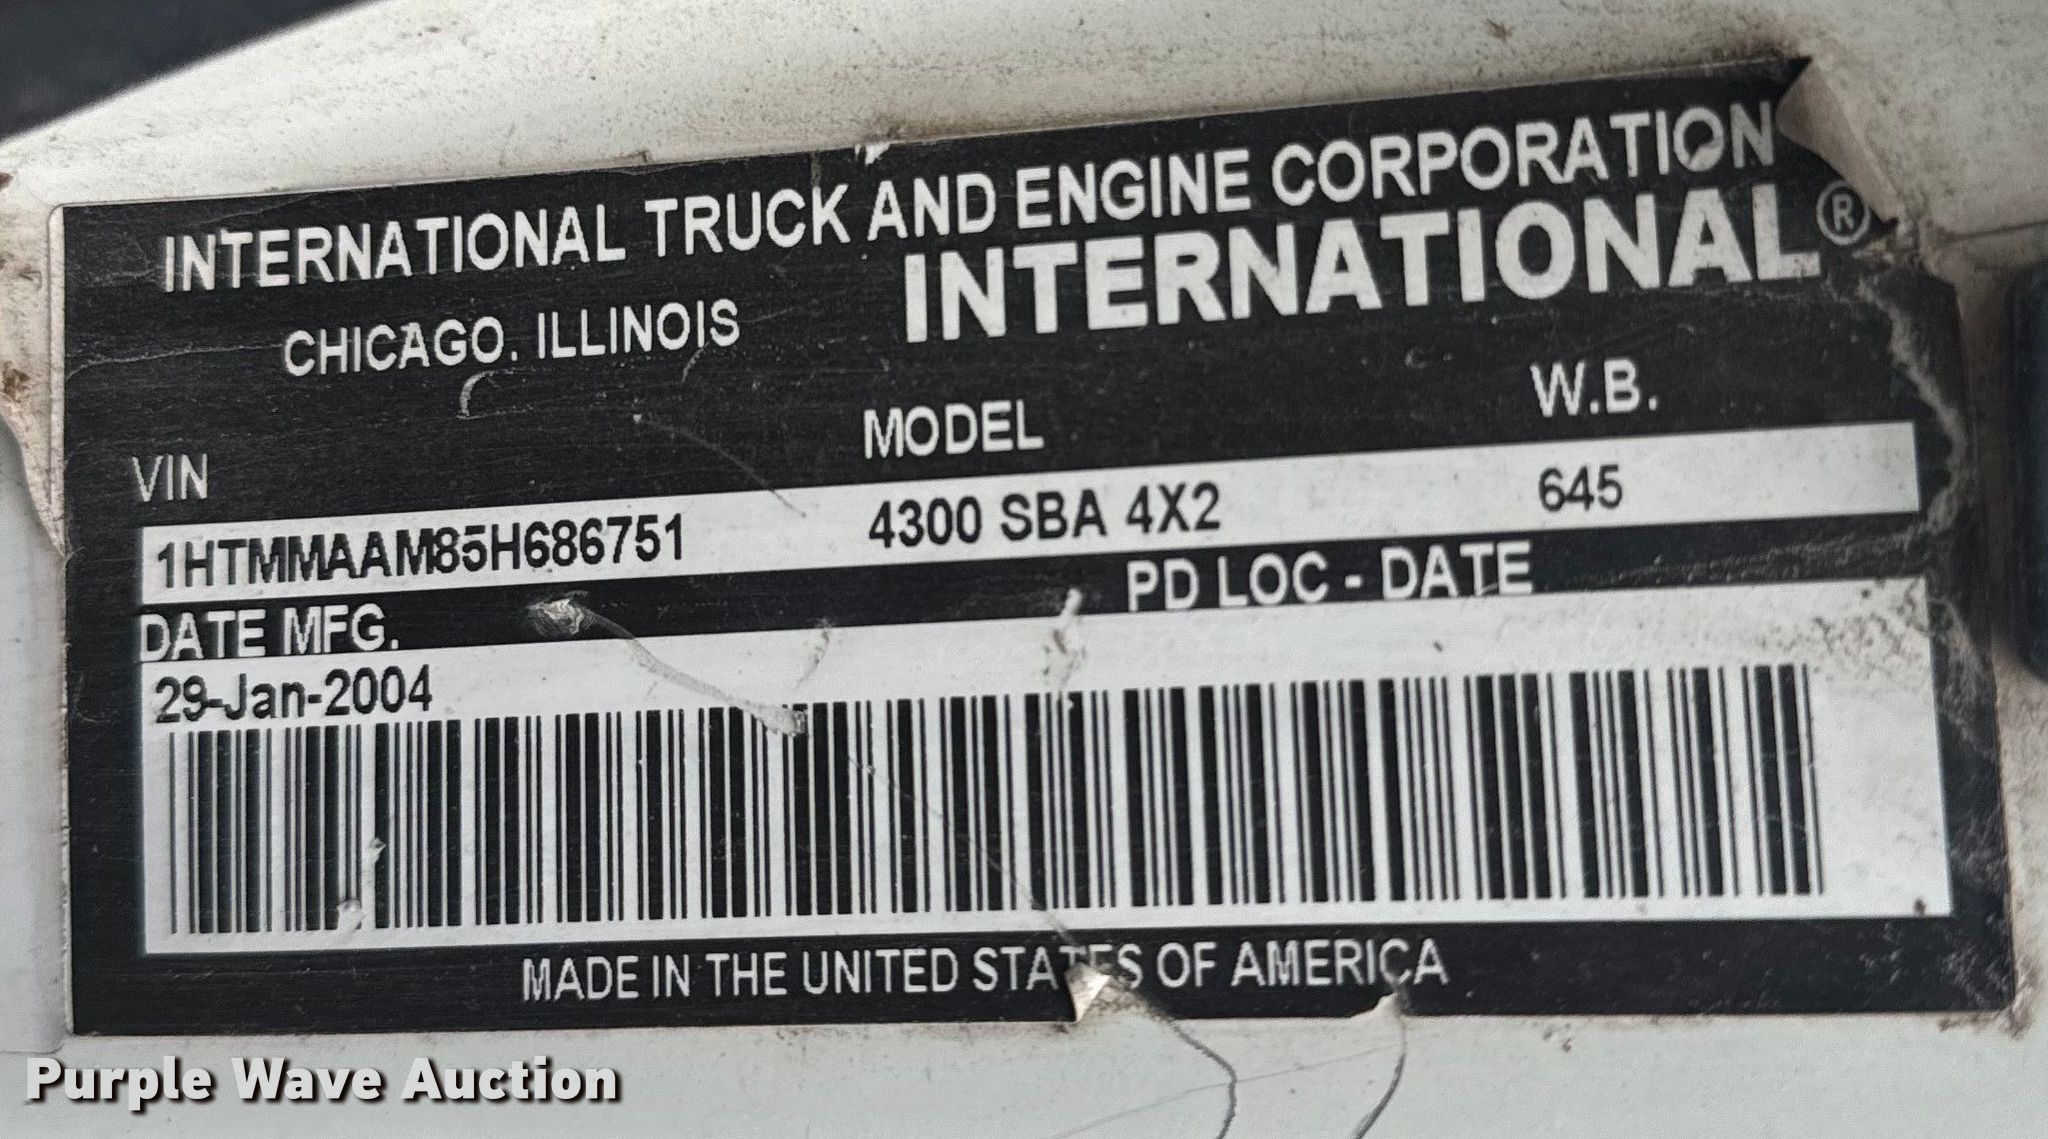 INTERNATIONAL TRUCK AND ENGINE CORPORATION
CHICAGO, ILLINOIS
INTERNATIONAL®
VIN MODEL W.B.
1HTMMAAM85H686751 4300 SBA 4X2 645
DATE MFG. PD LOC - DATE
29-Jan-2004
MADE IN THE UNITED STATES OF AMERICA
Purple Wave Auction